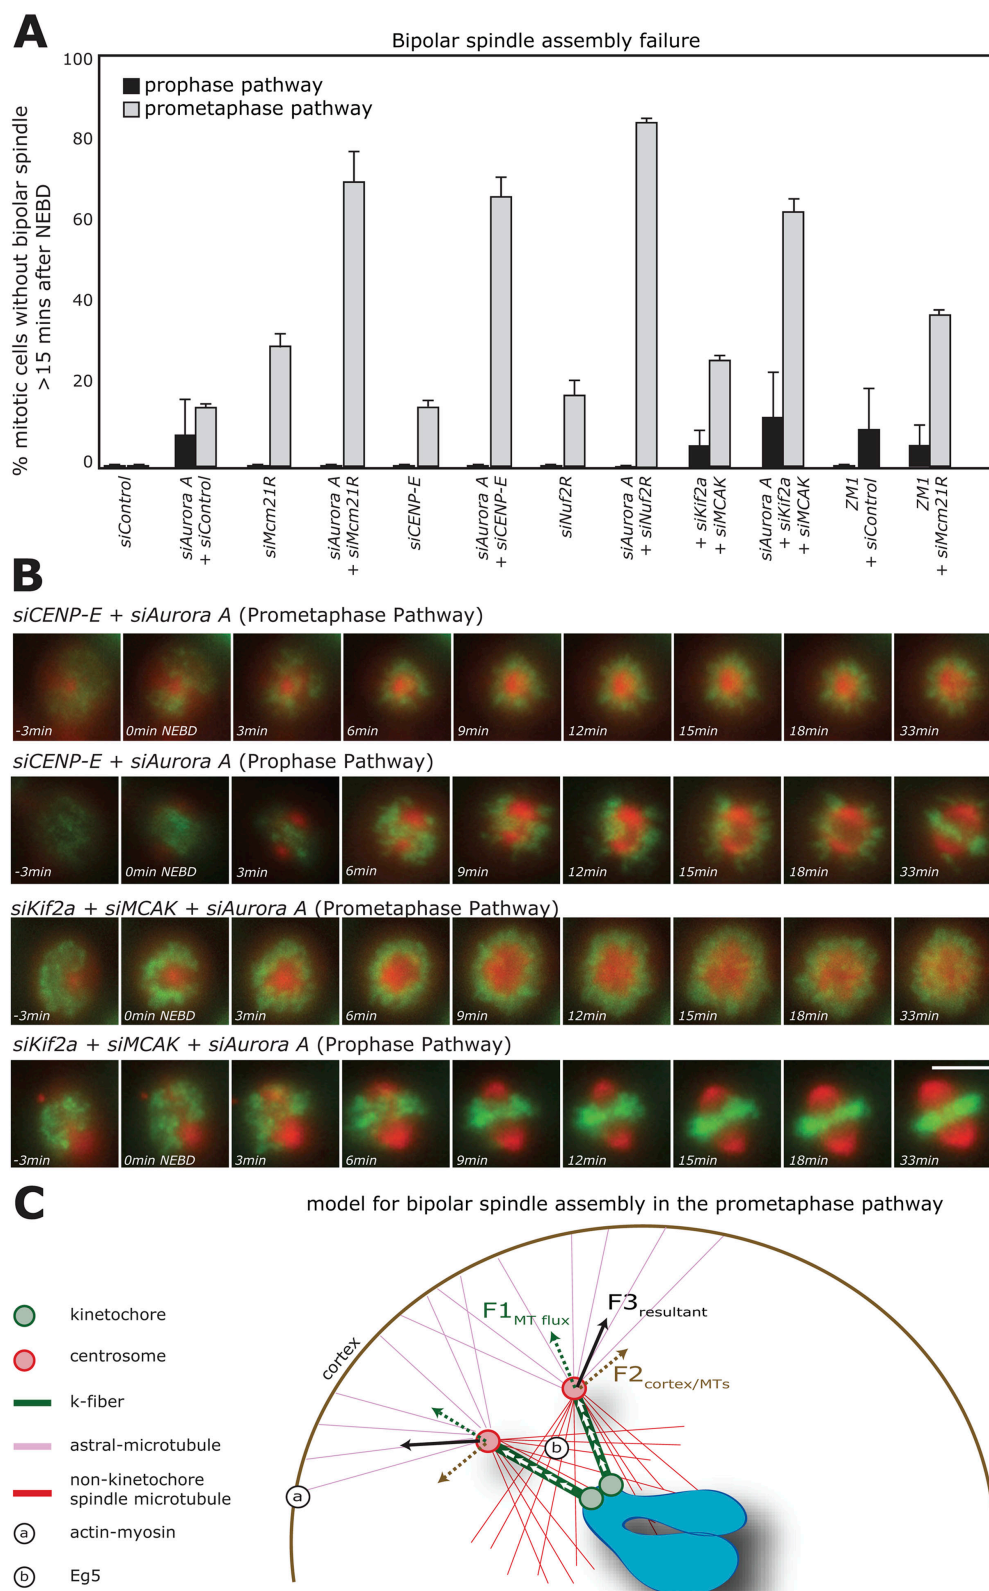 A
Bipolar spindle assembly failure
% mitotic cells without bipolar spindle
>15 mins after NEBD
100
80
60
40
20
0
prophase pathway
prometaphase pathway
siControl
siAurora A
+ siControl
siMcm21R
siAurora A
+ siMcm21R
siCENP-E
siAurora A
+ siCENP-E
siNuf2R
siAurora A
+ siNuf2R
+ siKif2a
+ siMCAK
siAurora A
+ siKif2a
+ siMCAK
ZM1
+ siControl
ZM1
+ siMcm21R
B
siCENP-E + siAurora A (Prometaphase Pathway)
-3min 0min NEBD 3min 6min 9min 12min 15min 18min 33min
siCENP-E + siAurora A (Prophase Pathway)
-3min 0min NEBD 3min 6min 9min 12min 15min 18min 33min
siKif2a + siMCAK + siAurora A (Prometaphase Pathway)
-3min 0min NEBD 3min 6min 9min 12min 15min 18min 33min
siKif2a + siMCAK + siAurora A (Prophase Pathway)
-3min 0min NEBD 3min 6min 9min 12min 15min 18min 33min
C
model for bipolar spindle assembly in the prometaphase pathway
kinetochore
centrosome
k-fiber
astral-microtubule
non-kinetochore
spindle microtubule
a actin-myosin
b Eg5
cortex
F1 MT flux
F3 resultant
F2 cortex/MTs
b
a